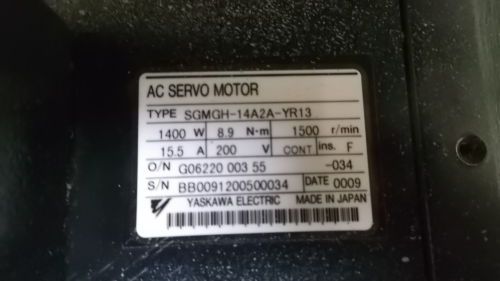 AC SERVO MOTOR
TYPE SGMGH-14A2A-YR13
1400 W 8.9 N·m 1500 r/min
15.5 A 200 V CONT. ins. F
O/N G06220 003 55 -034
S/N BB0091200500034 DATE 0009
YASKAWA ELECTRIC MADE IN JAPAN